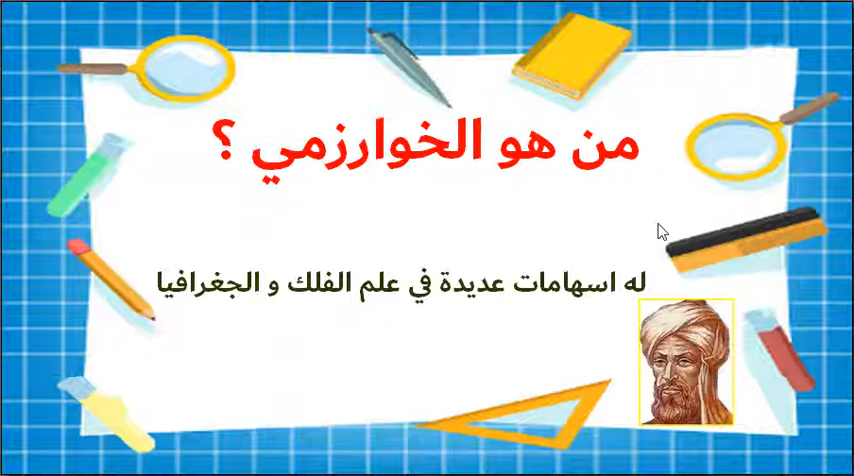 من هو الخوارزمي ؟
له اسهامات عديدة في علم الفلك و الجغرافيا